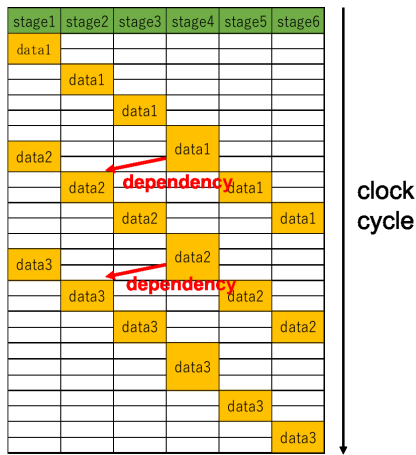 stage1 stage2 stage3 stage4 stage5 stage6
data1
data1
data1
data1
data2
dependency
data2 data1
data2 data1
data2
data3
dependency
data3 data2
data3 data2
data3
data3
data3
clock
cycle